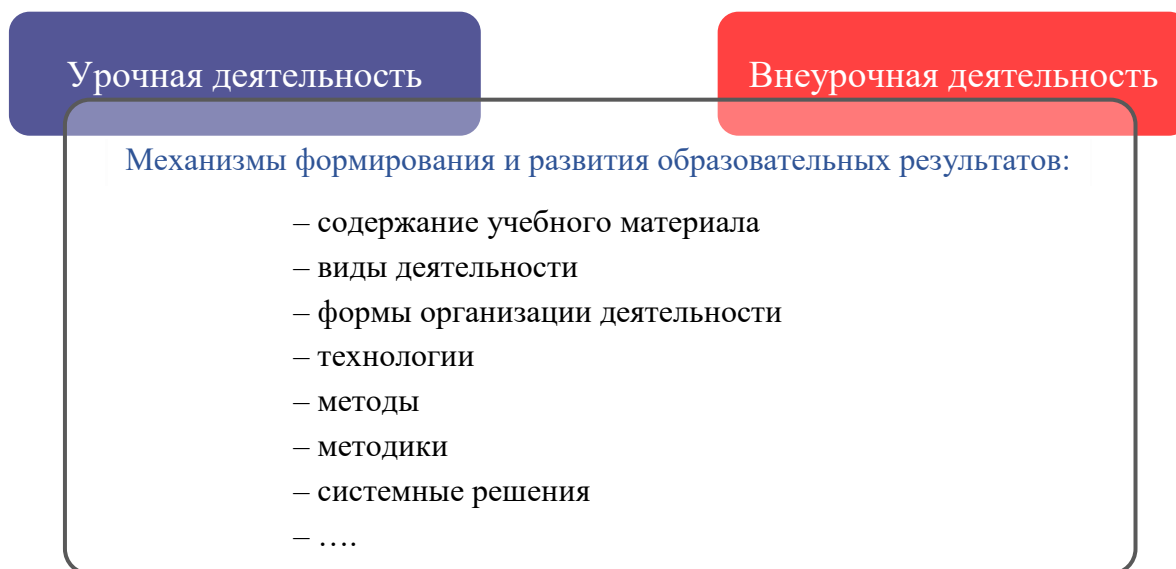 Урочная деятельность
Внеурочная деятельность
Механизмы формирования и развития образовательных результатов:
– содержание учебного материала
– виды деятельности
– формы организации деятельности
– технологии
– методы
– методики
– системные решения
– ….